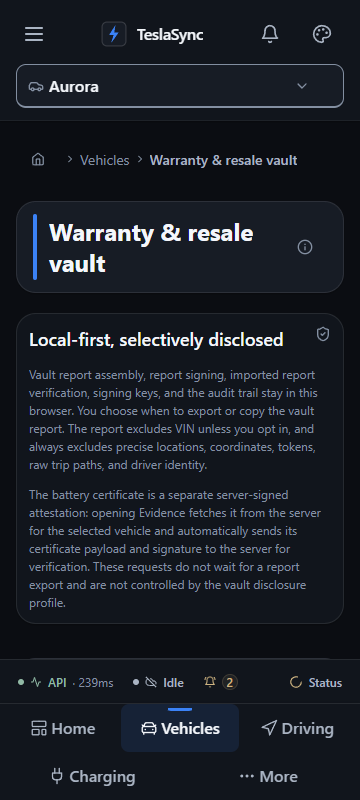 TeslaSync
Aurora
Vehicles > Warranty & resale vault
Warranty & resale
vault
Local-first, selectively disclosed
Vault report assembly, report signing, imported report
verification, signing keys, and the audit trail stay in this
browser. You choose when to export or copy the vault
report. The report excludes VIN unless you opt in, and
always excludes precise locations, coordinates, tokens,
raw trip paths, and driver identity.
The battery certificate is a separate server-signed
attestation: opening Evidence fetches it from the server
for the selected vehicle and automatically sends its
certificate payload and signature to the server for
verification. These requests do not wait for a report
export and are not controlled by the vault disclosure
profile.
API · 239ms Idle 2 Status
Home Vehicles Driving
Charging More